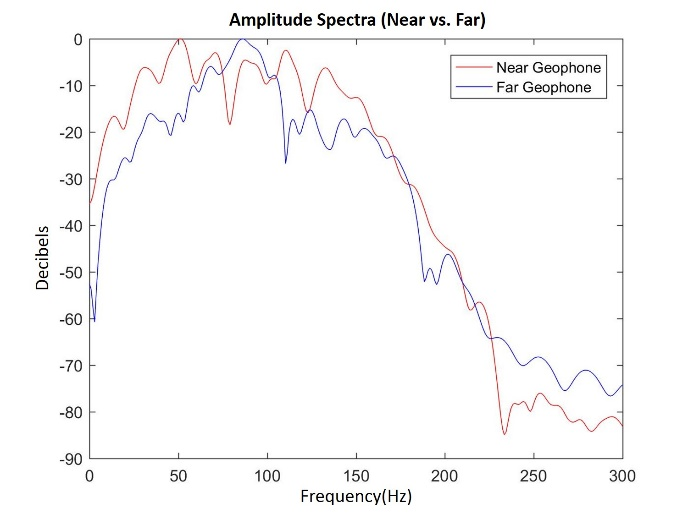 Amplitude Spectra (Near vs. Far)
Near Geophone
Far Geophone
Decibels
0
-10
-20
-30
-40
-50
-60
-70
-80
-90
0 50 100 150 200 250 300
Frequency(Hz)